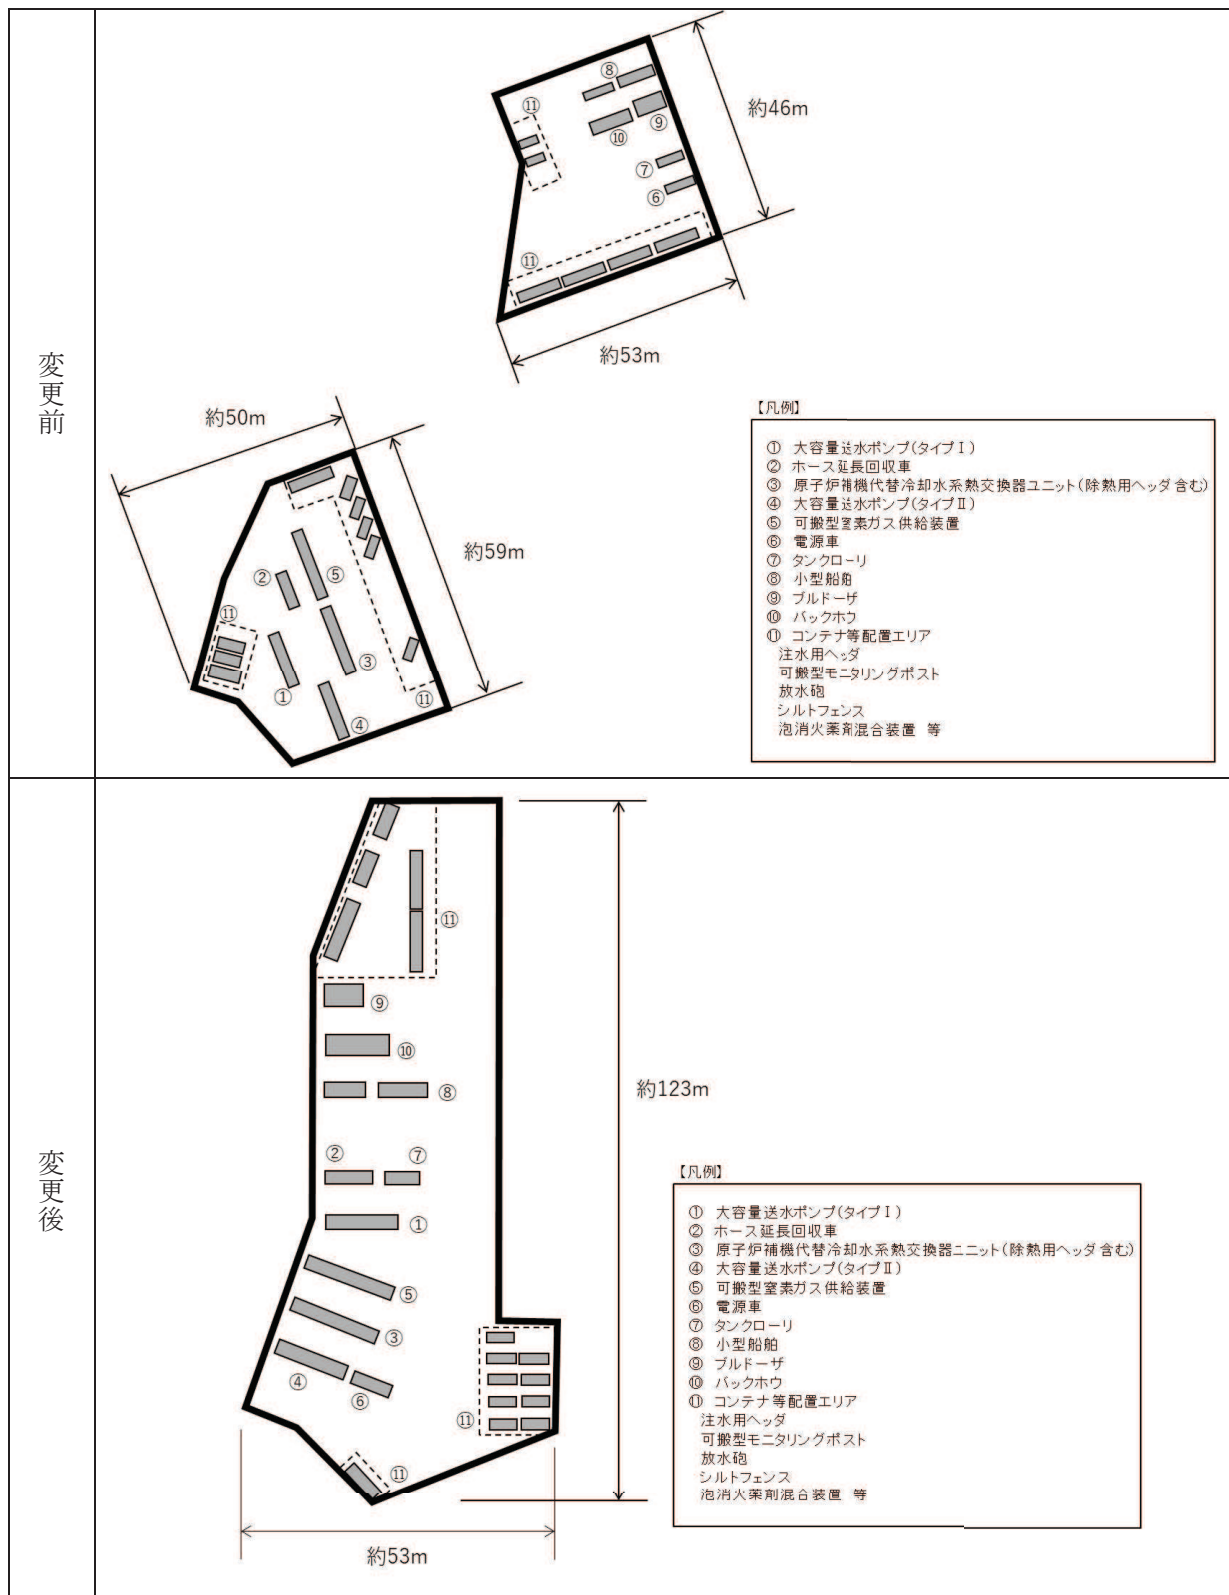 変更前
⑧
⑪
約46m
⑨
⑩
⑦
⑥
⑪
約53m
約50m
【凡例】
① 大容量送水ポンプ(タイプⅠ)
② ホース延長回収車
③ 原子炉補機代替冷却水系熱交換器ユニット(除熱用ヘッダ含む)
④ 大容量送水ポンプ(タイプⅡ)
⑤ 可搬型窒素ガス供給装置
⑥ 電源車
⑦ タンクローリ
⑧ 小型船舶
⑨ ブルドーザ
⑩ バックホウ
⑪ コンテナ等配置エリア
注水用ヘッダ
可搬型モニタリングポスト
放水砲
シルトフェンス
泡消火薬剤混合装置 等
約59m
②
⑤
⑪
③
①
⑪
④
変更後
⑪
⑨
⑩
⑧
約123m
②
⑦
①
⑤
③
④
⑥
⑪
⑪
約53m
【凡例】
① 大容量送水ポンプ(タイプⅠ)
② ホース延長回収車
③ 原子炉補機代替冷却水系熱交換器ユニット(除熱用ヘッダ含む)
④ 大容量送水ポンプ(タイプⅡ)
⑤ 可搬型窒素ガス供給装置
⑥ 電源車
⑦ タンクローリ
⑧ 小型船舶
⑨ ブルドーザ
⑩ バックホウ
⑪ コンテナ等配置エリア
注水用ヘッダ
可搬型モニタリングポスト
放水砲
シルトフェンス
泡消火薬剤混合装置 等